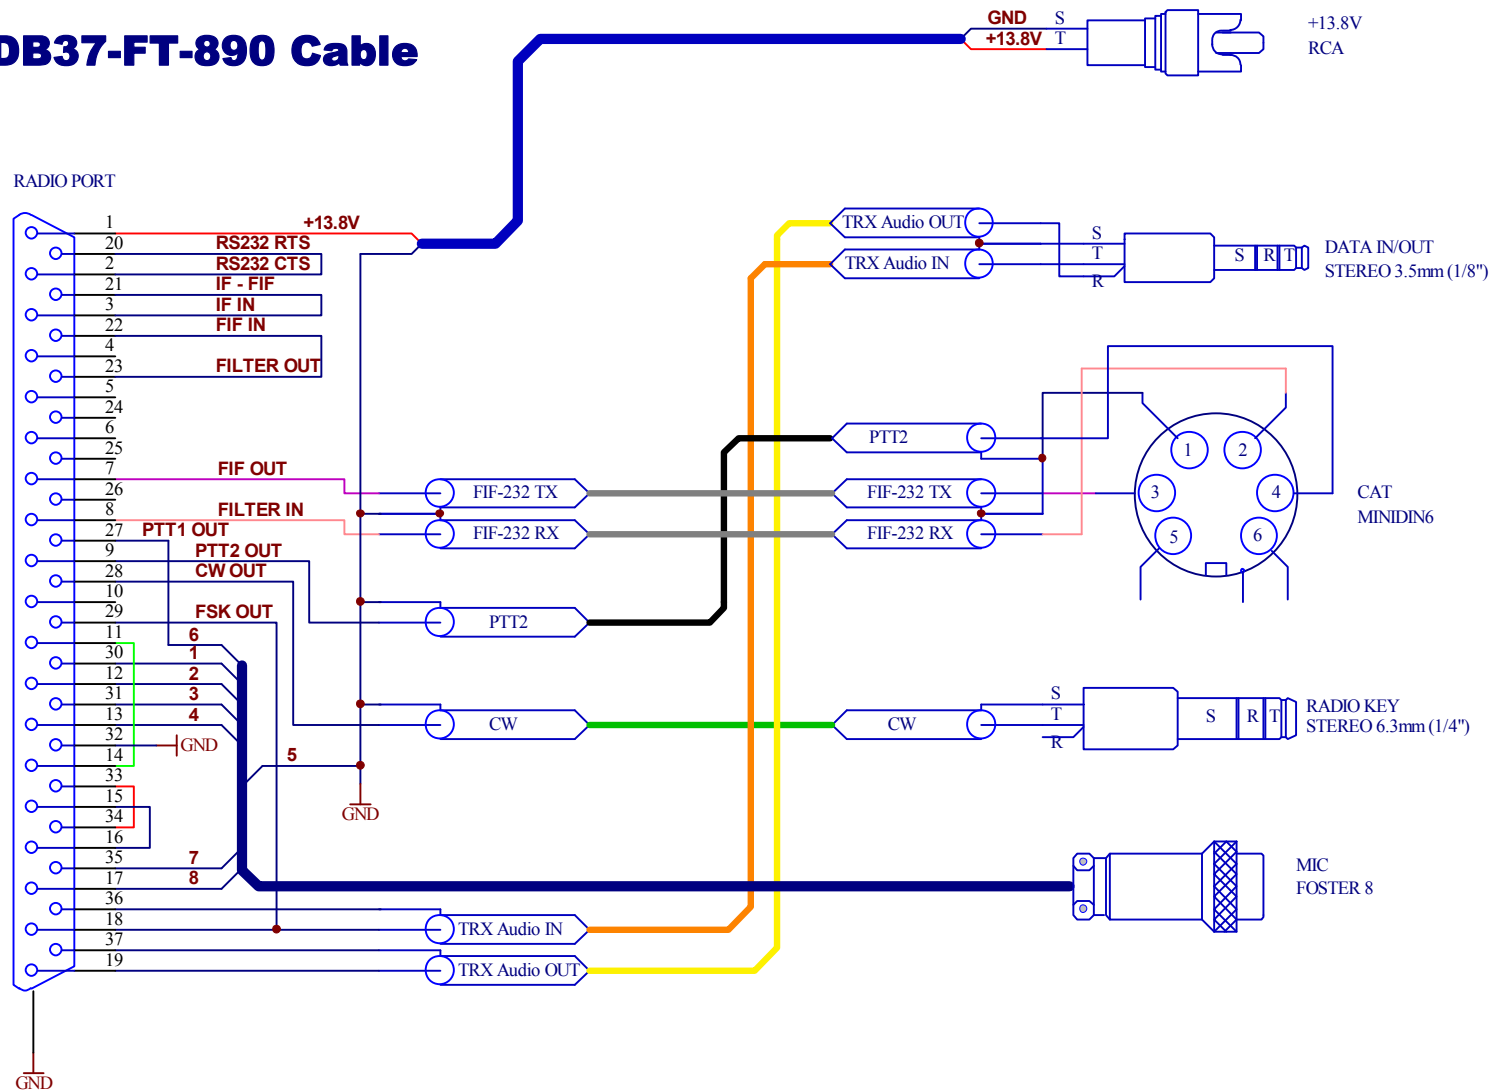 DB37-FT-890 Cable
GND S
+13.8V T
+13.8V
RCA
RADIO PORT
1 +13.8V
20 RS232 RTS
2 RS232 CTS
21 IF - FIF
3 IF IN
22 FIF IN
4
23 FILTER OUT
5
24
6
25
7 FIF OUT
26
8 FILTER IN
27 PTT1 OUT
9 PTT2 OUT
28 CW OUT
10
29 FSK OUT
11 6
30 1
12 2
31 3
13 4
32 GND
14 5
33
15
34
16
35 7
17 8
36
18
37
19
GND
GND
FIF-232 TX
FIF-232 RX
PTT2
CW
TRX Audio IN
TRX Audio OUT
TRX Audio OUT
TRX Audio IN
S
T
R
S R T
DATA IN/OUT
STEREO 3.5mm (1/8")
PTT2
FIF-232 TX
FIF-232 RX
1 2
3 4
5 6
CAT
MINIDIN6
CW
S
T
R
S R T
RADIO KEY
STEREO 6.3mm (1/4")
MIC
FOSTER 8